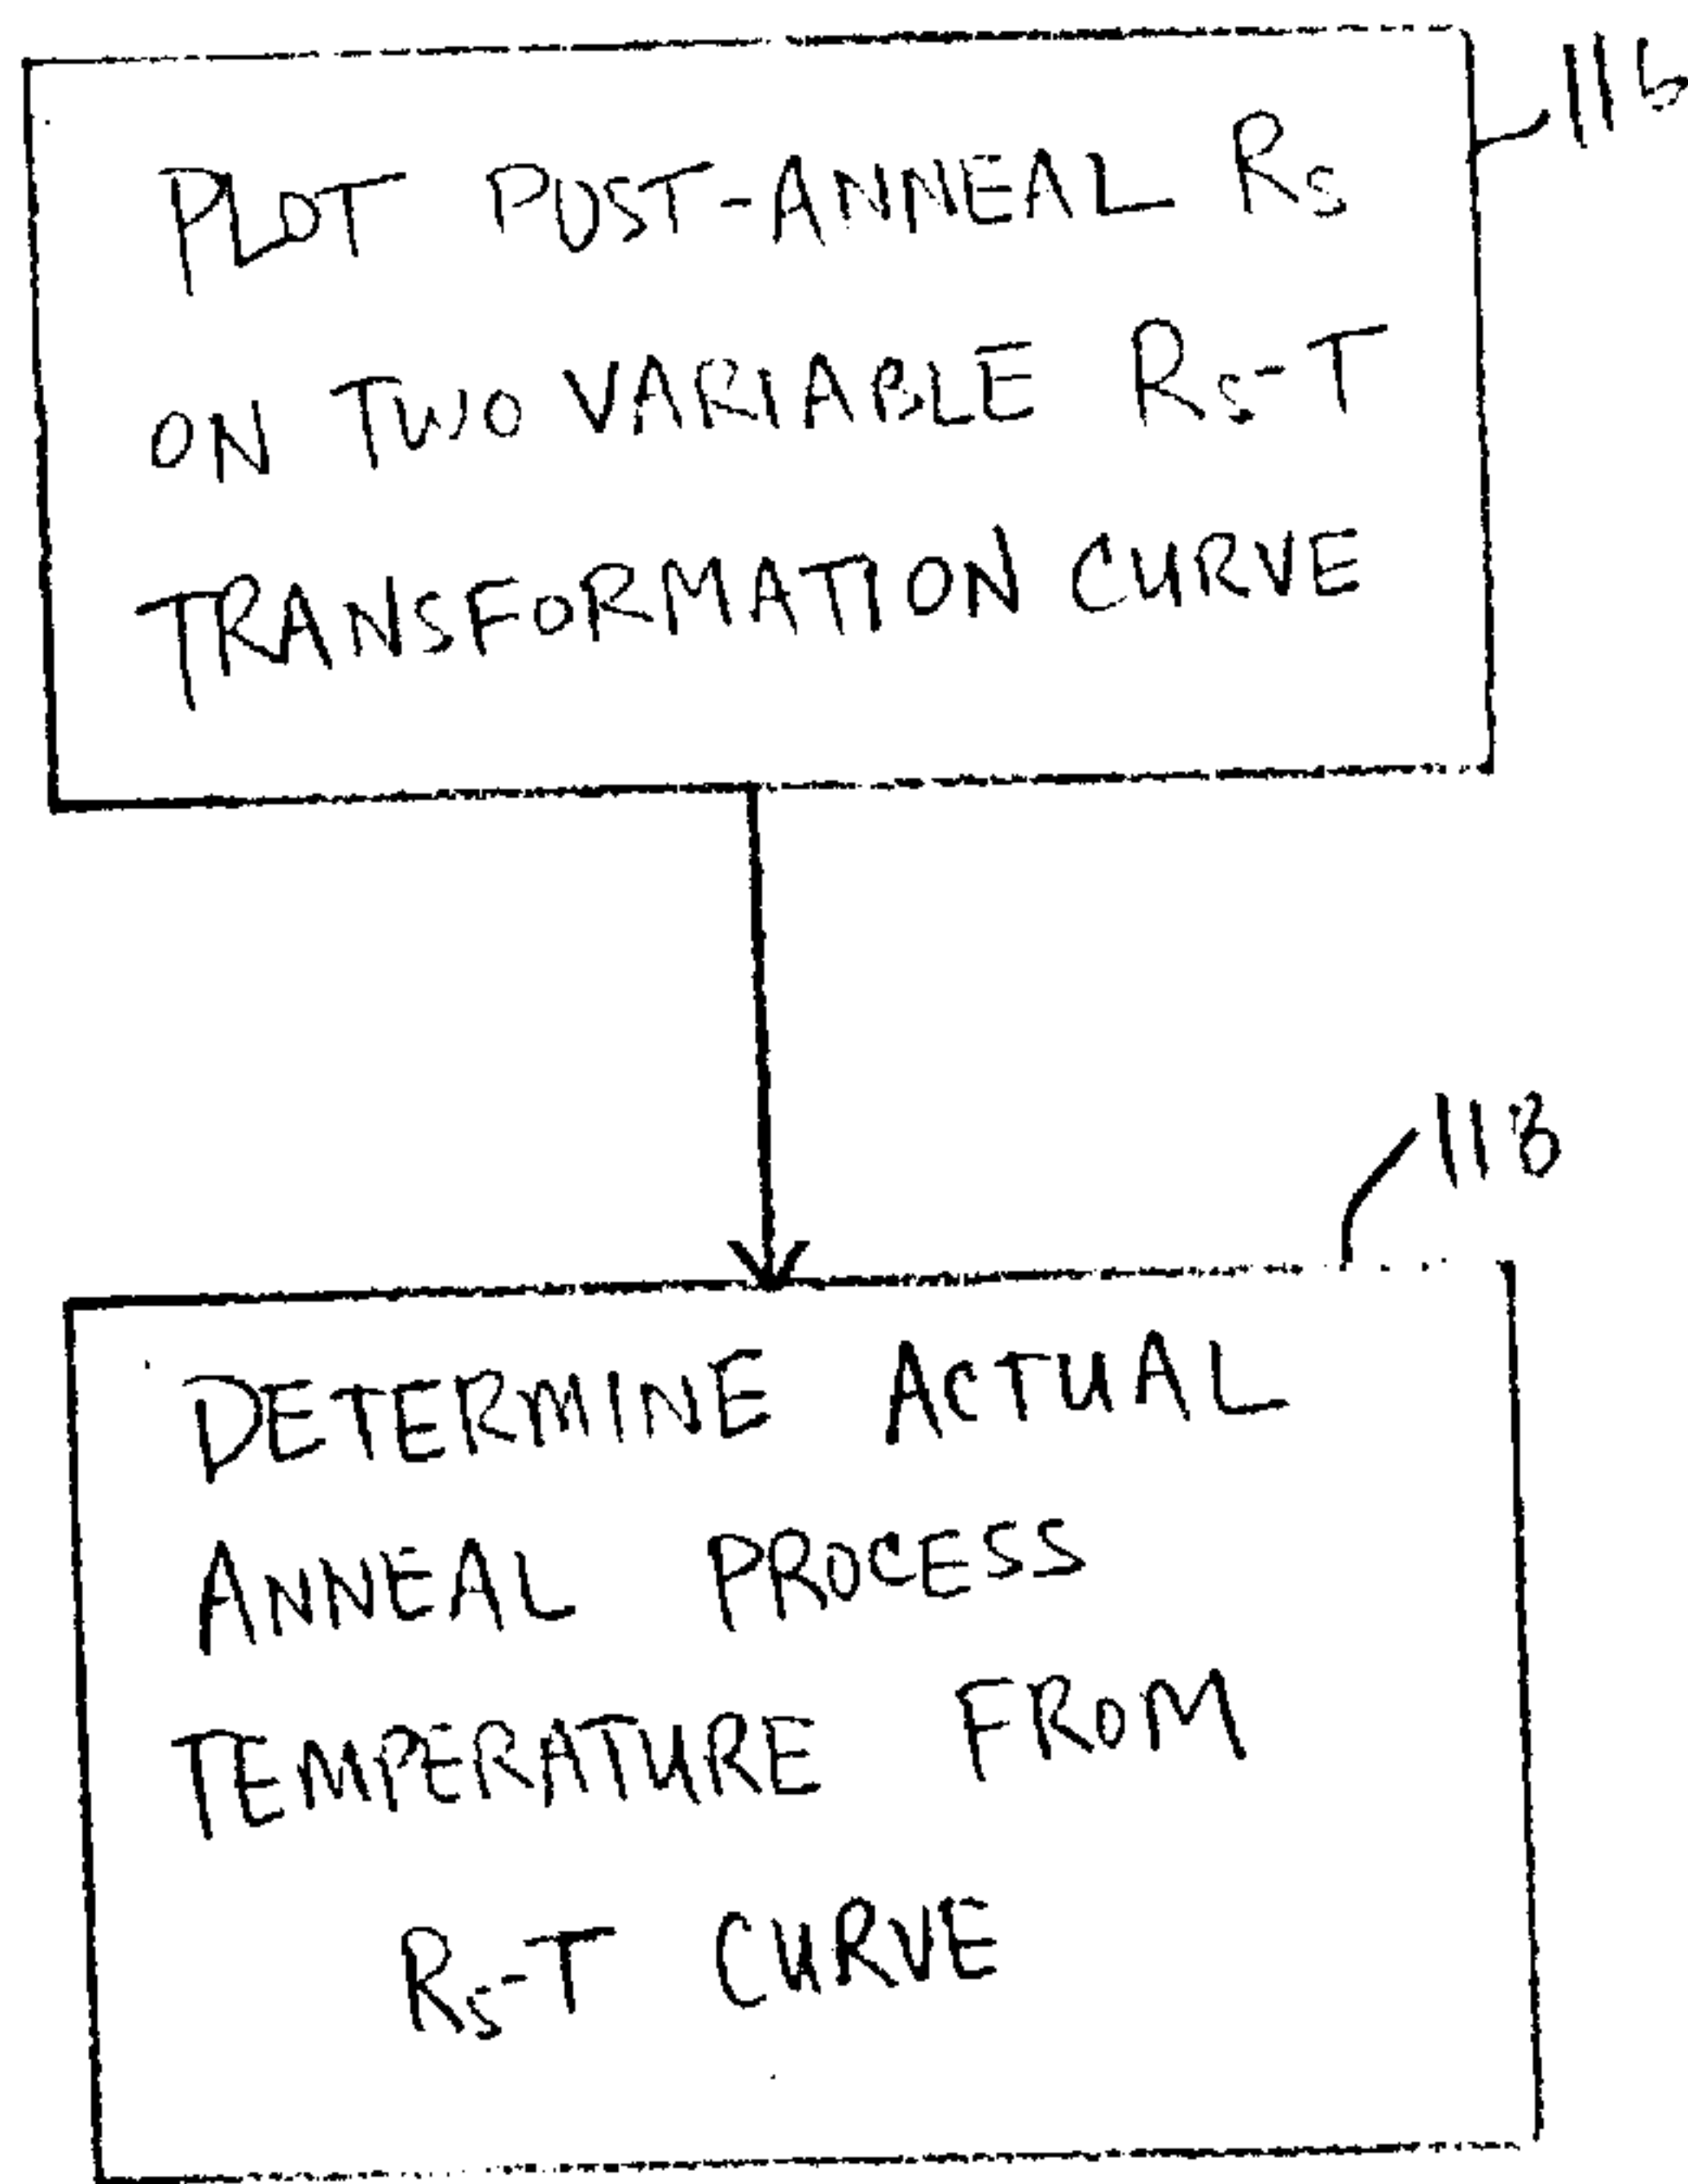 116
PLOT POST-ANNEAL Rs
ON TWO VARIABLE Rs-T
TRANSFORMATION CURVE
118
DETERMINE ACTUAL
ANNEAL PROCESS
TEMPERATURE FROM
Rs-T CURVE